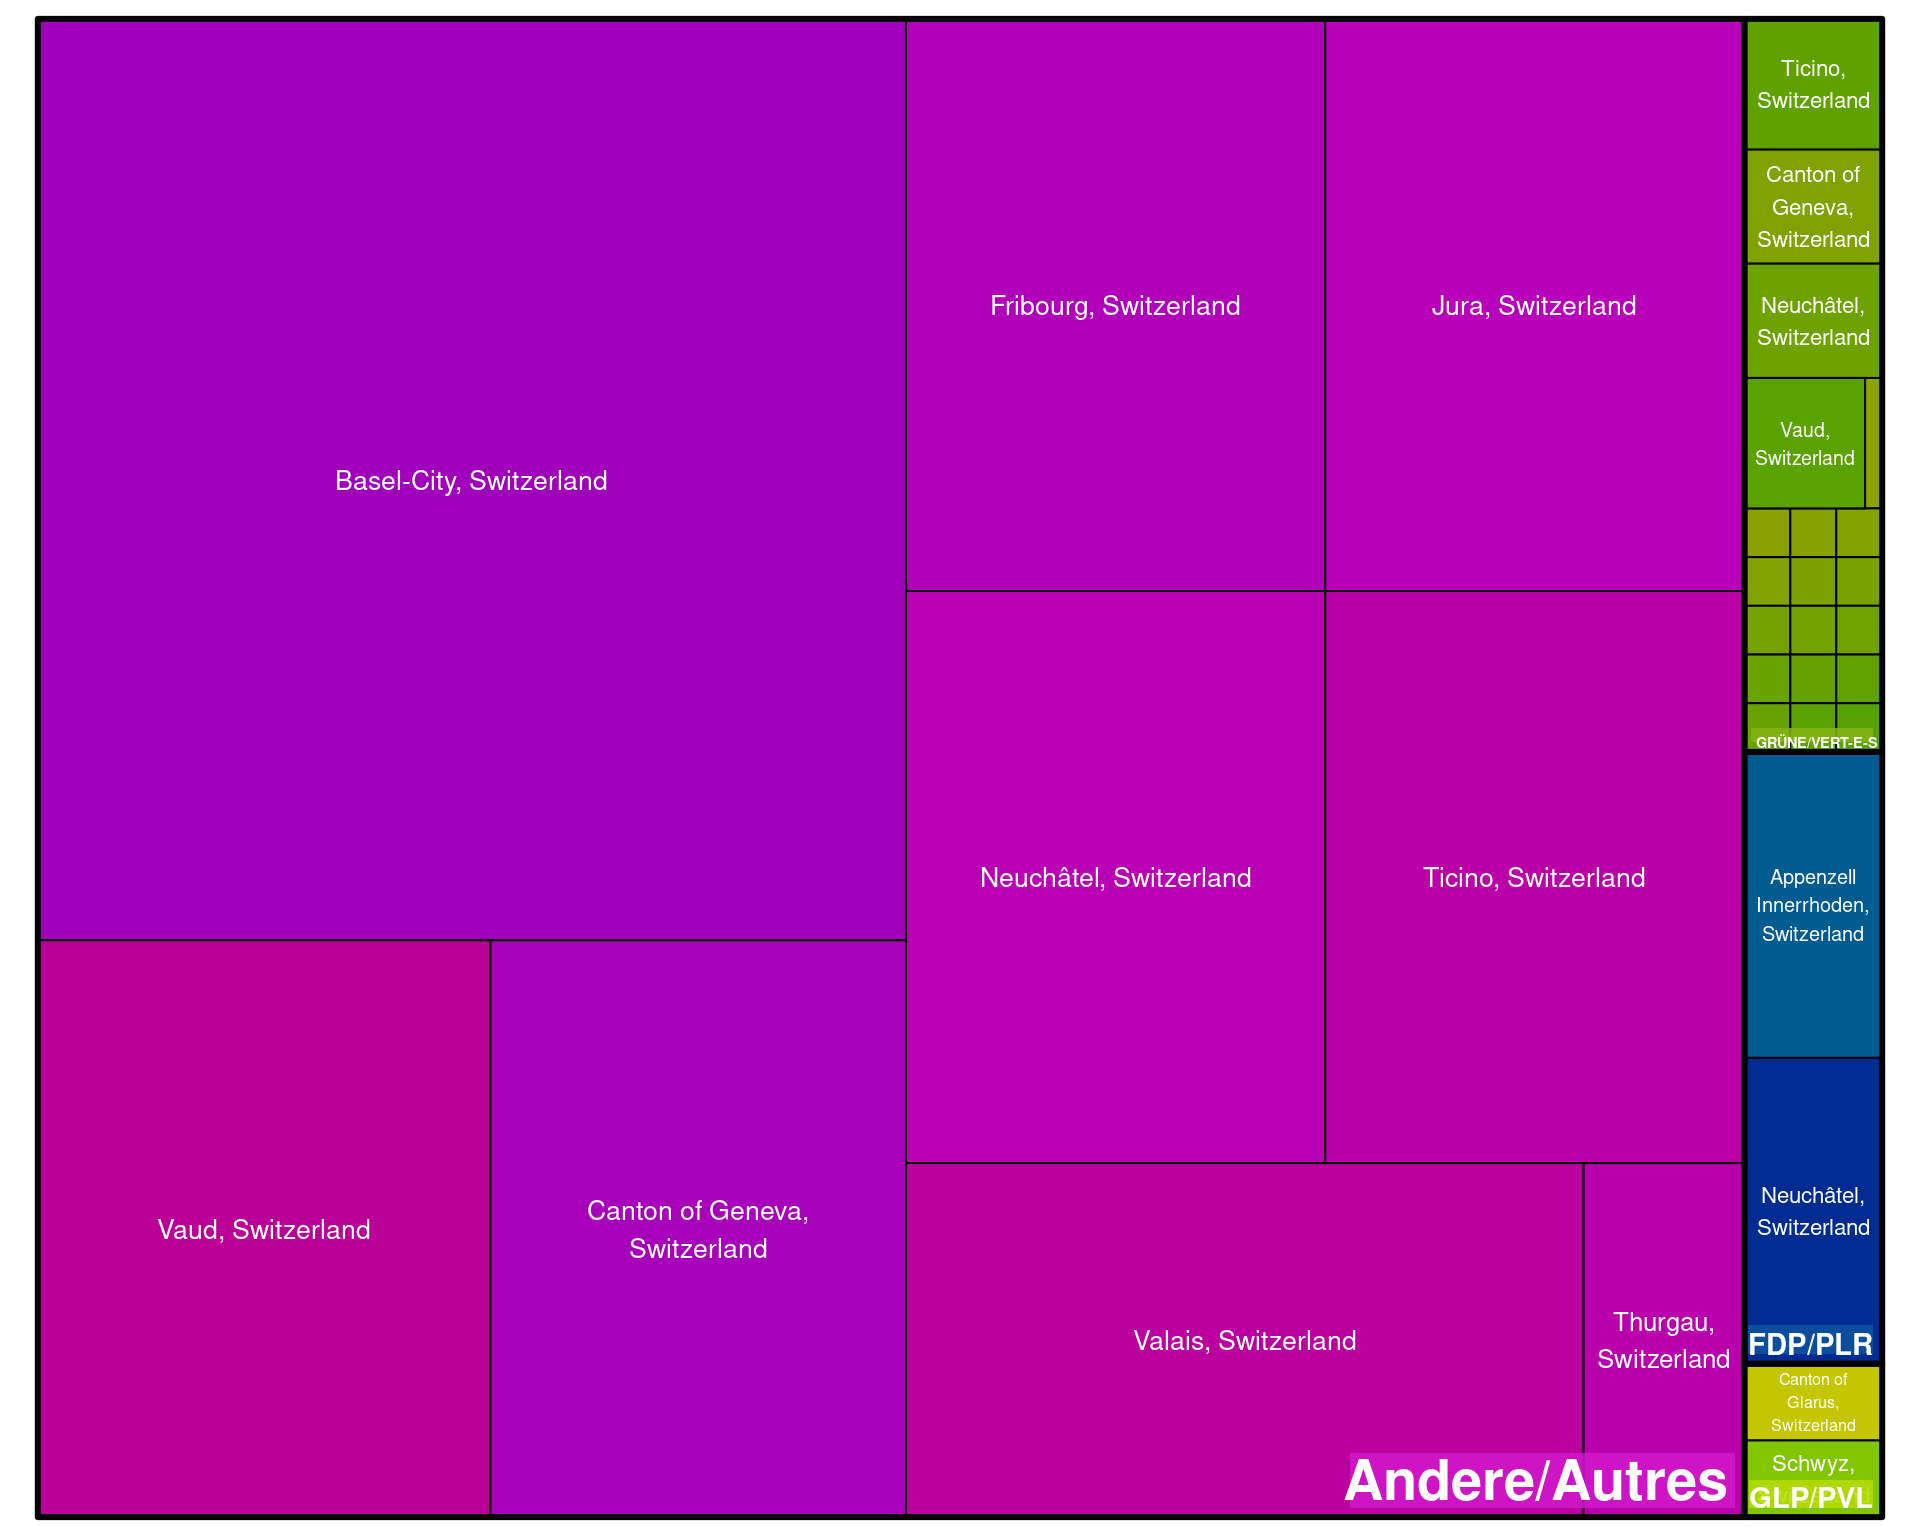 Basel-City, Switzerland
Fribourg, Switzerland
Jura, Switzerland
Neuchâtel, Switzerland
Ticino, Switzerland
Vaud, Switzerland
Canton of Geneva,
Switzerland
Valais, Switzerland
Thurgau,
Switzerland
Andere/Autres
Ticino,
Switzerland
Canton of
Geneva,
Switzerland
Neuchâtel,
Switzerland
Vaud,
Switzerland
GRÜNE/VERT-E-S
Appenzell
Innerrhoden,
Switzerland
Neuchâtel,
Switzerland
FDP/PLR
Canton of
Glarus,
Switzerland
Schwyz,
GLP/PVL